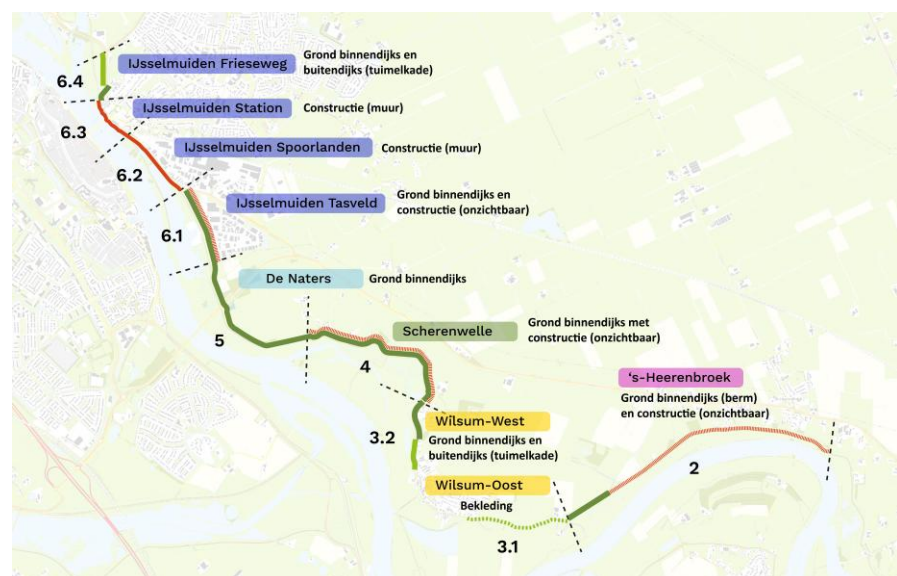 IJsselmuiden Frieseweg
Grond binnendijks en
buitendijks (tuimelkade)
6.4
IJsselmuiden Station
Constructie (muur)
6.3
IJsselmuiden Spoorlanden
Constructie (muur)
6.2
IJsselmuiden Tasveld
Grond binnendijks en
constructie (onzichtbaar)
6.1
De Naters
Grond binnendijks
5
Scherenwelle
Grond binnendijks met
constructie (onzichtbaar)
4
's-Heerenbroek
Grond binnendijks (berm)
en constructie (onzichtbaar)
Wilsum-West
Grond binnendijks en
buitendijks (tuimelkade)
3.2
2
Wilsum-Oost
Bekleding
3.1